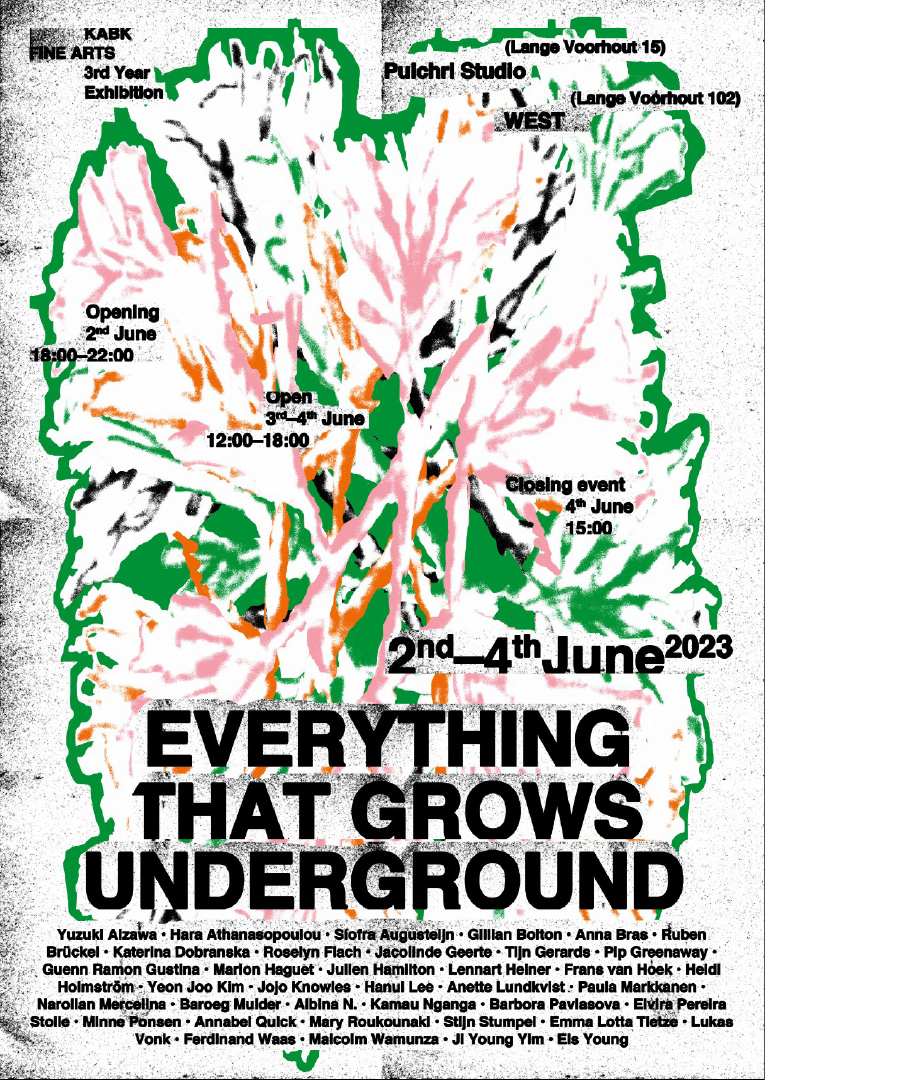 KABK
FINE ARTS
3rd Year
Exhibition
(Lange Voorhout 15)
Pulchri Studio
(Lange Voorhout 102)
WEST
Opening
2nd June
18:00–22:00
Open
3rd–4th June
12:00–18:00
Closing event
4th June
15:00
2nd–4th June 2023
EVERYTHING
THAT GROWS
UNDERGROUND
Yuzuki Aizawa • Hara Athanasopoulou • Síofra Augusteijn • Gillian Bolton • Anna Bras • Ruben
Brückel • Katerina Dobranska • Roselyn Flach • Jacolinde Geerte • Tijn Gerards • Pip Greenaway •
Guenn Ramon Gustina • Marion Haguet • Julien Hamilton • Lennart Heiner • Frans van Hoek • Heidi
Holmström • Yeon Joo Kim • Jojo Knowles • Hanui Lee • Anette Lundkvist • Paula Markkanen •
Narolian Mercelina • Baroeg Mulder • Albina N. • Kamau Nganga • Barbora Pavlasova • Elvira Pereira
Stolle • Minne Ponsen • Annabel Quick • Mary Roukounaki • Stijn Stumpel • Emma Lotta Tietze • Lukas
Vonk • Ferdinand Waas • Malcolm Wamunza • Ji Young Yim • Els Young